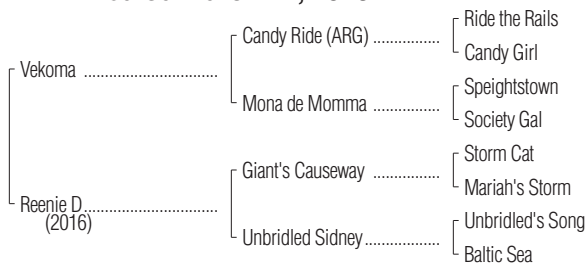 Ride the Rails
Candy Ride (ARG)
Candy Girl
Vekoma
Speightstown
Mona de Momma
Society Gal
Storm Cat
Giant's Causeway
Mariah's Storm
Reenie D
(2016)
Unbridled's Song
Unbridled Sidney
Baltic Sea